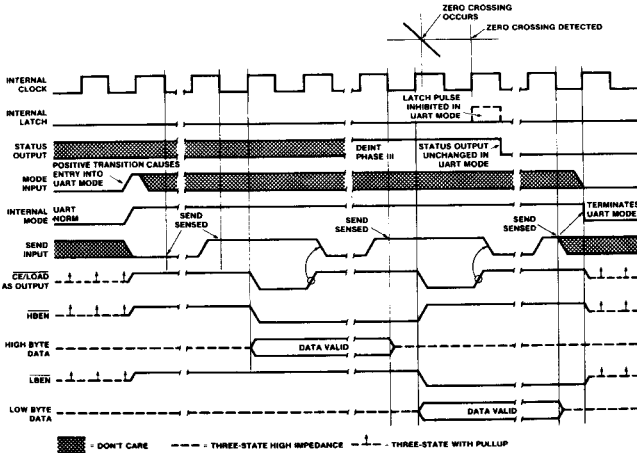 ZERO CROSSING
OCCURS
ZERO CROSSING DETECTED
INTERNAL
CLOCK
INTERNAL
LATCH
LATCH PULSE
INHIBITED IN
UART MODE
STATUS
OUTPUT
DEINT
PHASE III
STATUS OUTPUT
UNCHANGED IN
UART MODE
POSITIVE TRANSITION CAUSES
ENTRY INTO
UART MODE
MODE
INPUT
INTERNAL
MODE
UART
NORM
SEND
SENSED
SEND
SENSED
SEND
SENSED
TERMINATES
UART MODE
SEND
INPUT
CE/LOAD
AS OUTPUT
HBEN
HIGH BYTE
DATA
DATA VALID
LBEN
LOW BYTE
DATA
DATA VALID
= DON'T CARE
= THREE-STATE HIGH IMPEDANCE
= THREE-STATE WITH PULLUP